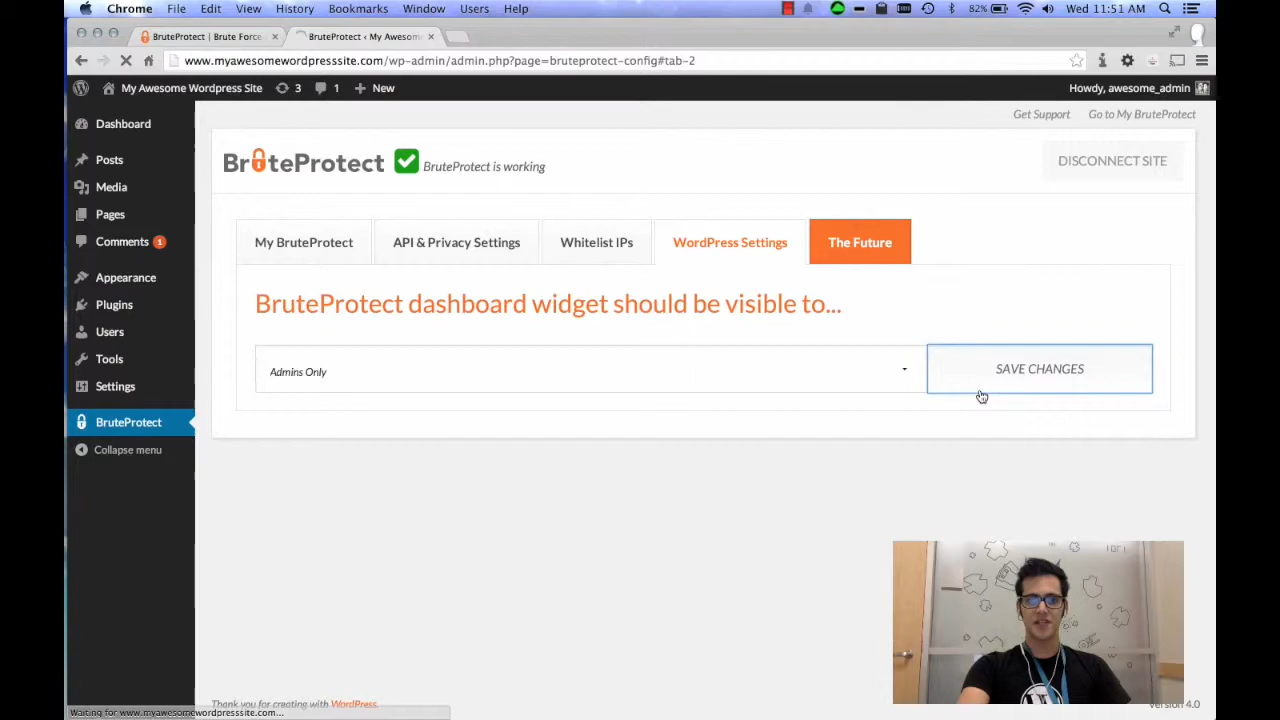 Chrome File Edit View History Bookmarks Window Users Help 82% Wed 11:51 AM
BruteProtect | Brute Force BruteProtect ‹ My Awesom
www.myawesomewordpresssite.com/wp-admin/admin.php?page=bruteprotect-config#tab-2
My Awesome Wordpress Site 3 1 New Howdy, awesome_admin
Get Support Go to My BruteProtect
Dashboard
Posts
Media
Pages
Comments 1
Appearance
Plugins
Users
Tools
Settings
BruteProtect
Collapse menu
BruteProtect BruteProtect is working DISCONNECT SITE
My BruteProtect API & Privacy Settings Whitelist IPs WordPress Settings The Future
BruteProtect dashboard widget should be visible to...
Admins Only SAVE CHANGES
Thank you for creating with WordPress.
Version 4.0
Waiting for www.myawesomewordpresssite.com...